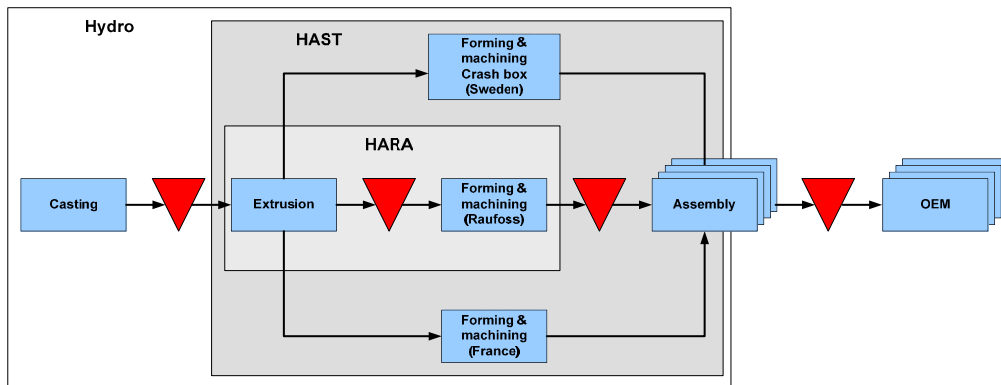 Hydro
HAST
Forming &
machining
Crash box
(Sweden)
HARA
Casting
Extrusion
Forming &
machining
(Raufoss)
Assembly
OEM
Forming &
machining
(France)